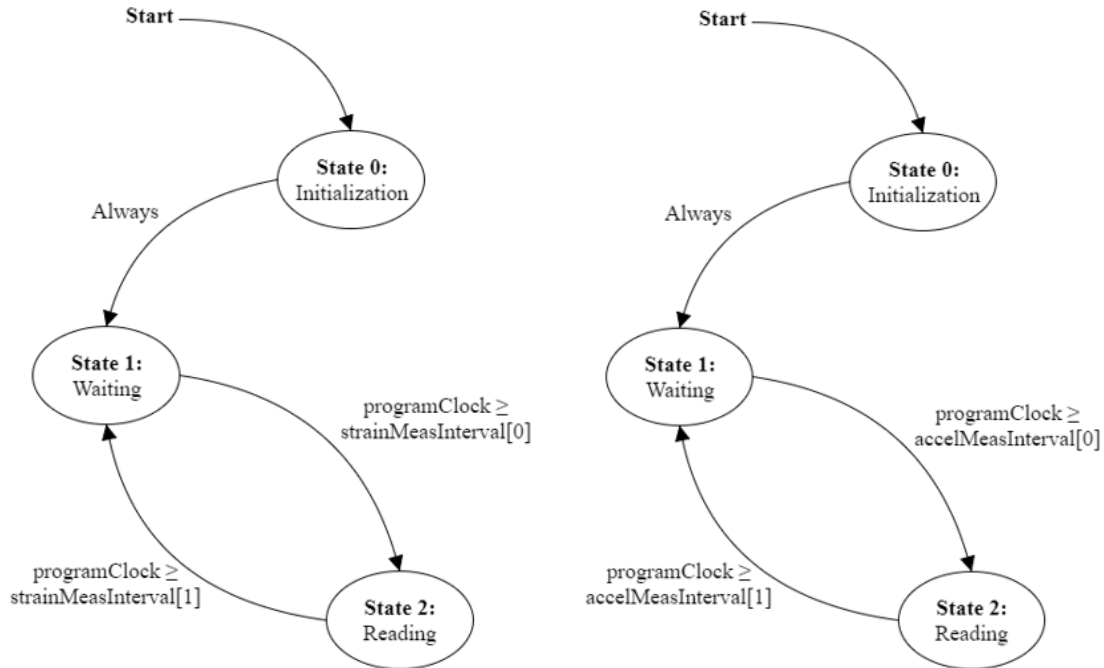 Start
State 0:
Initialization
Always
State 1:
Waiting
programClock ≥
strainMeasInterval[0]
programClock ≥
strainMeasInterval[1]
State 2:
Reading
Start
State 0:
Initialization
Always
State 1:
Waiting
programClock ≥
accelMeasInterval[0]
programClock ≥
accelMeasInterval[1]
State 2:
Reading